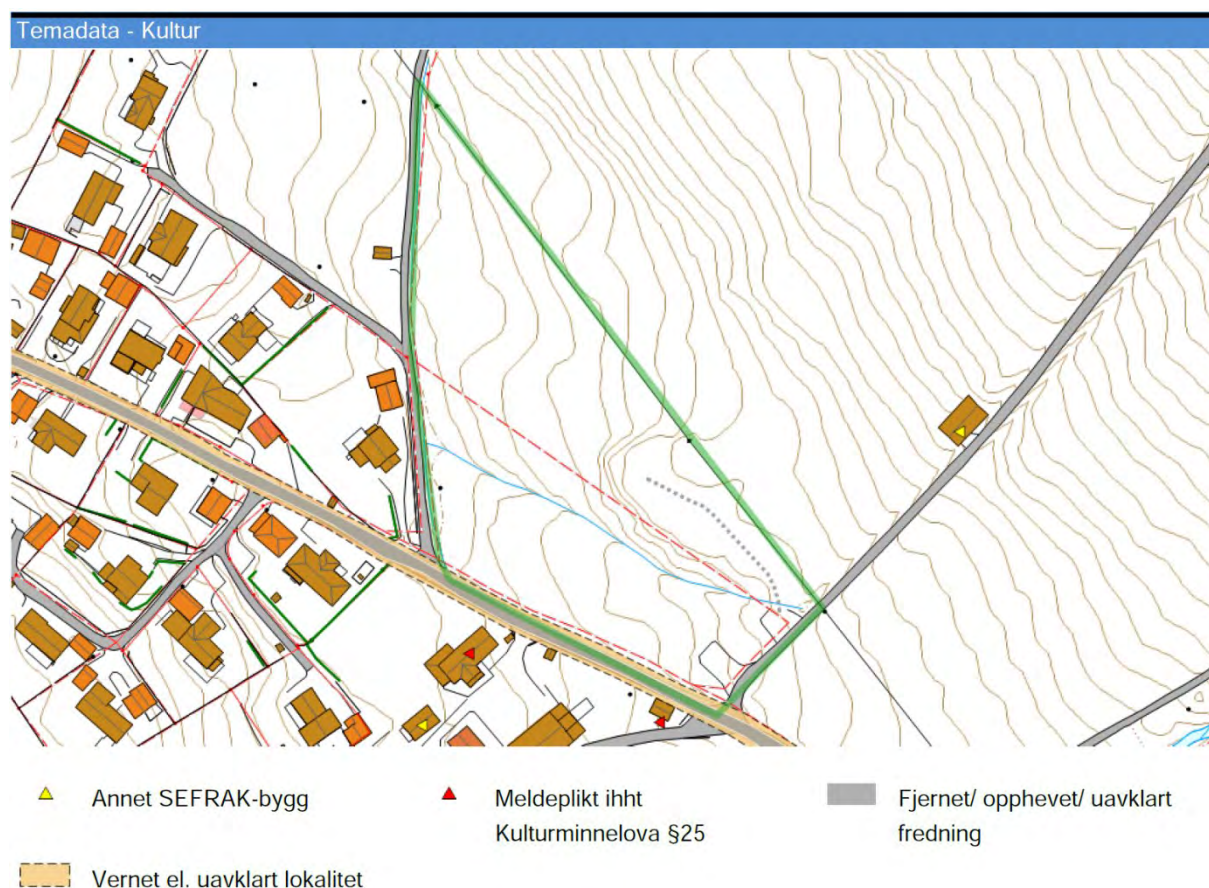 Temadata - Kultur
Annet SEFRAK-bygg
Meldeplikt ihht
Kulturminnelova §25
Fjernet/ opphevet/ uavklart
fredning
Vernet el. uavklart lokalitet